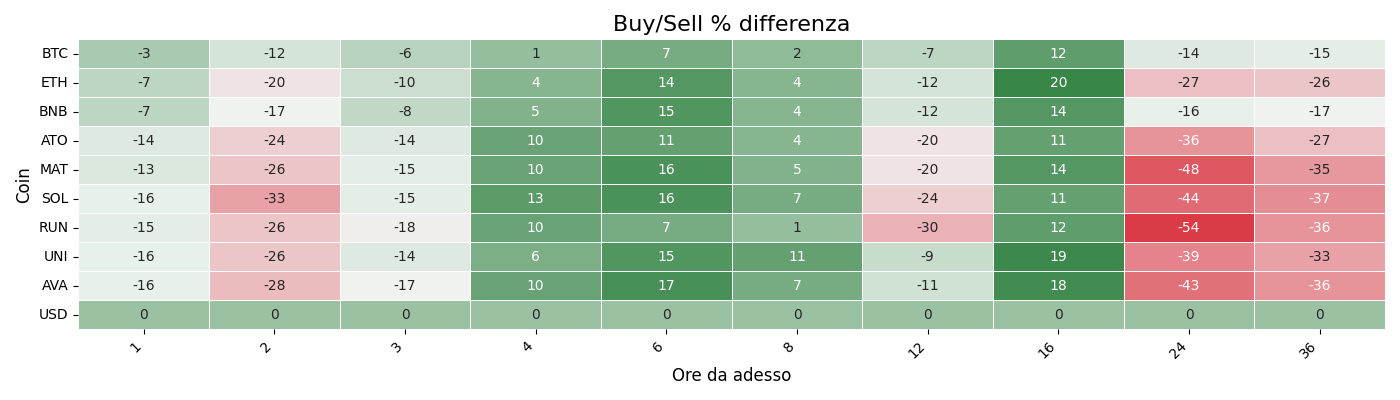 Buy/Sell % differenza
Coin
BTC -3 -12 -6 1 7 2 -7 12 -14 -15
ETH -7 -20 -10 4 14 4 -12 20 -27 -26
BNB -7 -17 -8 5 15 4 -12 14 -16 -17
ATO -14 -24 -14 10 11 4 -20 11 -36 -27
MAT -13 -26 -15 10 16 5 -20 14 -48 -35
SOL -16 -33 -15 13 16 7 -24 11 -44 -37
RUN -15 -26 -18 10 7 1 -30 12 -54 -36
UNI -16 -26 -14 6 15 11 -9 19 -39 -33
AVA -16 -28 -17 10 17 7 -11 18 -43 -36
USD 0 0 0 0 0 0 0 0 0 0
1 2 3 4 6 8 12 16 24 36
Ore da adesso